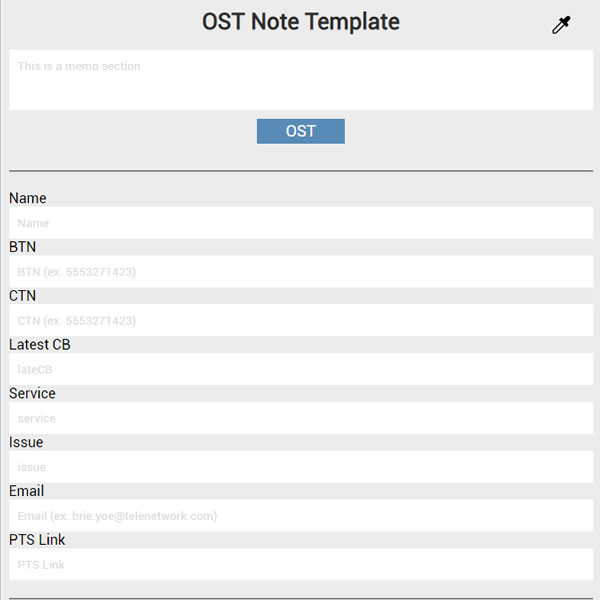 OST Note Template
This is a memo section
OST
Name
Name
BTN
BTN (ex. 5553271423)
CTN
CTN (ex. 5553271423)
Latest CB
lateCB
Service
service
Issue
issue
Email
Email (ex. brie.yoe@telenetwork.com)
PTS Link
PTS Link